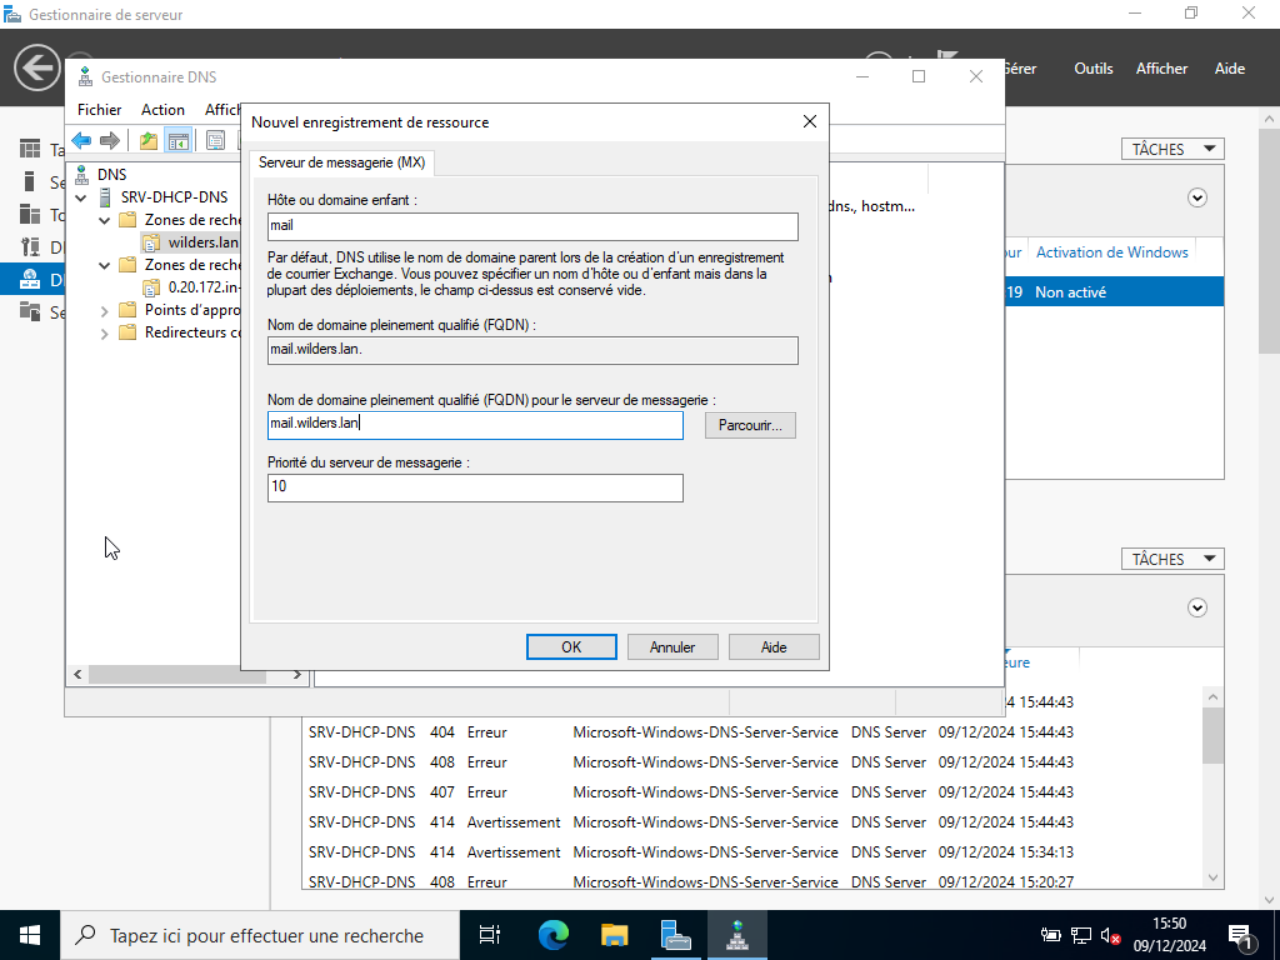 Gestionnaire de serveur
Gérer
Outils
Afficher
Aide
Gestionnaire DNS
Fichier
Action
Nouvel enregistrement de ressource
Serveur de messagerie (MX)
Hôte ou domaine enfant :
mail
Par défaut, DNS utilise le nom de domaine parent lors de la création d'un enregistrement
de courrier Exchange. Vous pouvez spécifier un nom d'hôte ou d'enfant mais dans la
plupart des déploiements, le champ ci-dessus est conservé vide.
Nom de domaine pleinement qualifié (FQDN) :
mail.wilders.lan.
Nom de domaine pleinement qualifié (FQDN) pour le serveur de messagerie :
mail.wilders.lan
Parcourir...
Priorité du serveur de messagerie :
10
OK
Annuler
Aide
DNS
SRV-DHCP-DNS
Zones de reche
wilders.lan
Zones de reche
0.20.172.in-
Points d'appro
Redirecteurs co
dns., hostm...
TÂCHES
Activation de Windows
19 Non activé
TÂCHES
eure
15:44:43
SRV-DHCP-DNS 404 Erreur Microsoft-Windows-DNS-Server-Service DNS Server 09/12/2024 15:44:43
SRV-DHCP-DNS 408 Erreur Microsoft-Windows-DNS-Server-Service DNS Server 09/12/2024 15:44:43
SRV-DHCP-DNS 407 Erreur Microsoft-Windows-DNS-Server-Service DNS Server 09/12/2024 15:44:43
SRV-DHCP-DNS 414 Avertissement Microsoft-Windows-DNS-Server-Service DNS Server 09/12/2024 15:44:43
SRV-DHCP-DNS 414 Avertissement Microsoft-Windows-DNS-Server-Service DNS Server 09/12/2024 15:34:13
SRV-DHCP-DNS 408 Erreur Microsoft-Windows-DNS-Server-Service DNS Server 09/12/2024 15:20:27
Tapez ici pour effectuer une recherche
15:50
09/12/2024
1